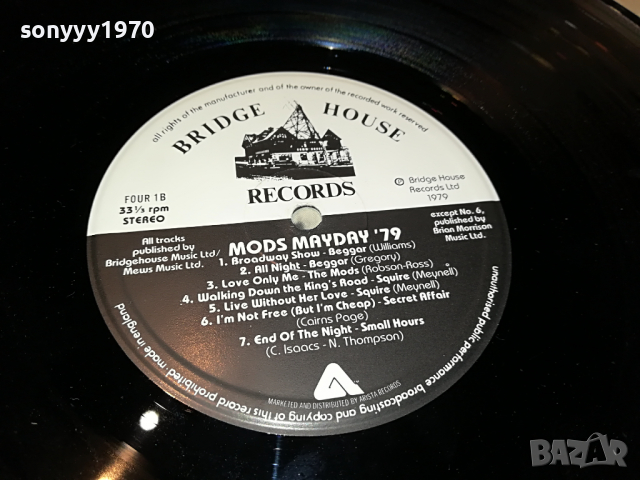 sonyyy1970
all rights of the manufacturer and of the owner of the recorded work reserved
BRIDGE HOUSE
RECORDS
FOUR 1B
33⅓ rpm
STEREO
℗ Bridge House
Records Ltd
1979
All tracks
published by
Bridgehouse Music Ltd/
Mews Music Ltd.
except No. 6,
published by
Brian Morrison
Music Ltd.
MODS MAYDAY '79
1. Broadway Show - Beggar (Williams)
2. All Night - Beggar (Gregory)
3. Love Only Me - The Mods (Robson-Ross)
4. Walking Down the King's Road - Squire (Meynell)
5. Live Without Her Love - Squire (Meynell)
6. I'm Not Free (But I'm Cheap) - Secret Affair
(Cairns Page)
7. End Of The Night - Small Hours
(C. Isaacs - N. Thompson)
MARKETED AND DISTRIBUTED BY ARISTA RECORDS
unauthorised public performance broadcasting and copying of this record prohibited · made in england
BAZAR